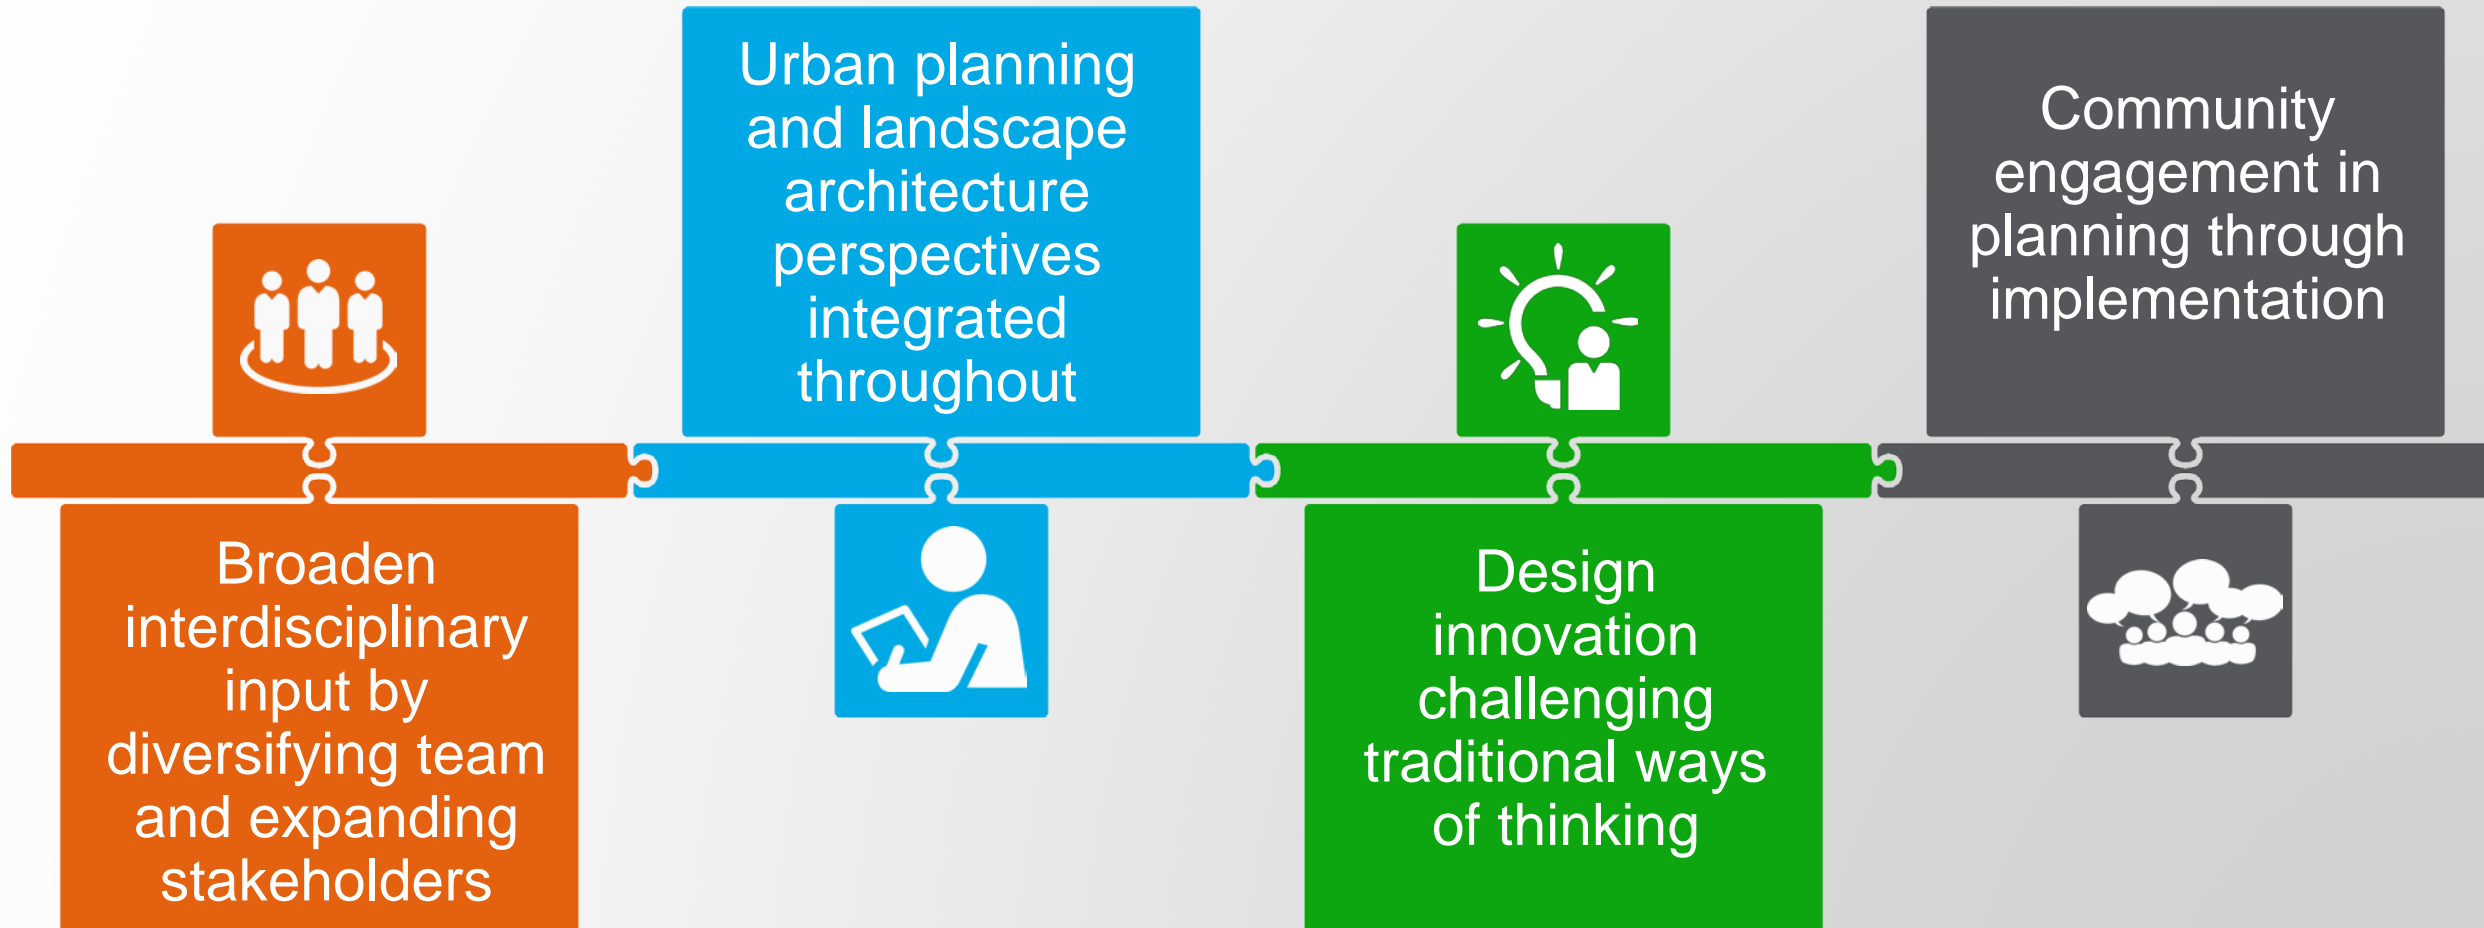 Broaden
interdisciplinary
input by
diversifying team
and expanding
stakeholders
Urban planning
and landscape
architecture
perspectives
integrated
throughout
Design
innovation
challenging
traditional ways
of thinking
Community
engagement in
planning through
implementation